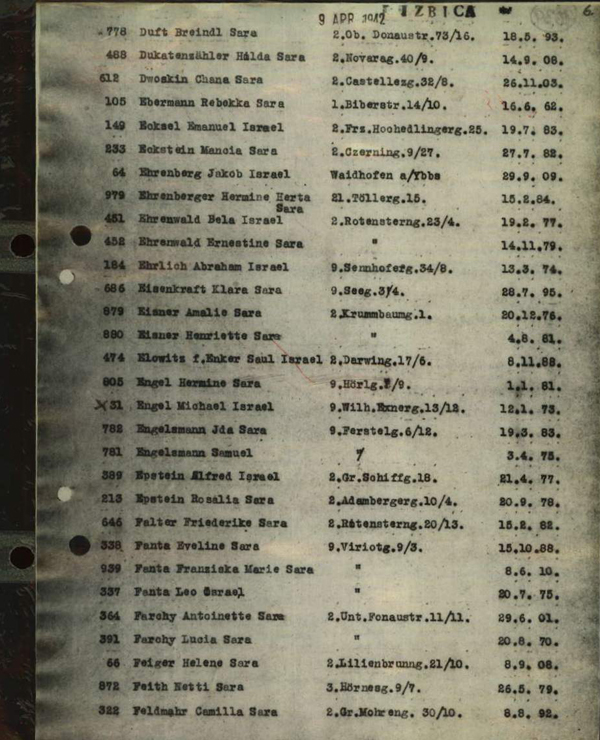 9 APR 1942 IZBICA 6
778 Duft Breindl Sara 2.Ob. Donaustr.73/16. 18.5. 93.
488 Dukatenzähler Hilda Sara 2.Novarag.40/9. 14.9. 08.
612 Dwoskin Chana Sara 2.Castellezg.32/8. 26.11.03.
105 Ebermann Rebekka Sara 1.Biberstr.14/10. 16.6. 62.
149 Ecksel Emanuel Israel 2.Frz.Hochedlingerg.25. 19.7. 83.
233 Eckstein Mancia Sara 2.Czerning.9/27. 27.7. 82.
64 Ehrenberg Jakob Israel Waidhofen a/Ybbs 29.9. 09.
979 Ehrenberger Hermine Herta 21.Töllerg.15. 15.2.84.
Sara
451 Ehrenwald Bela Israel 2.Rotensterng.23/4. 19.2. 77.
452 Ehrenwald Ernestine Sara " 14.11.79.
184 Ehrlich Abraham Israel 9.Sennhoferg.34/8. 13.3. 74.
686 Eisenkraft Klara Sara 9.Seeg.3/4. 28.7. 95.
879 Eisner Amalie Sara 2.Krummbaumg.1. 20.12.76.
880 Eisner Henriette Sara " 4.8. 81.
474 Elowitz f.Enker Saul Israel 2.Darwing.17/6. 8.11.88.
805 Engel Hermine Sara 9.Hörlg. /9. 1.1. 81.
31 Engel Michael Israel 9.Wilh.Exnerg.13/12. 12.1. 73.
782 Engelsmann Jda Sara 9.Ferstelg.6/12. 19.3. 83.
781 Engelsmann Samuel " 3.4. 75.
389 Epstein Alfred Israel 2.Gr.Schiffg.18. 21.4. 77.
213 Epstein Rosalia Sara 2.Adambergerg.10/4. 20.9. 78.
646 Falter Friederike Sara 2.Rotensterng.20/13. 15.2. 82.
338 Fanta Eveline Sara 9.Viriotg.9/3. 15.10.88.
939 Fanta Franziska Marie Sara " 8.6. 10.
337 Fanta Leo Israel " 20.7. 75.
364 Farchy Antoinette Sara 2.Unt.Fonaustr.11/11. 29.6. 01.
391 Farchy Lucia Sara " 20.8. 70.
66 Feiger Helene Sara 2.Lilienbrunng.21/10. 8.9. 08.
872 Feith Netti Sara 3.Hörnesg.9/7. 26.5. 79.
322 Feldmahr Camilla Sara 2.Gr.Mohreng. 30/10. 8.8. 92.